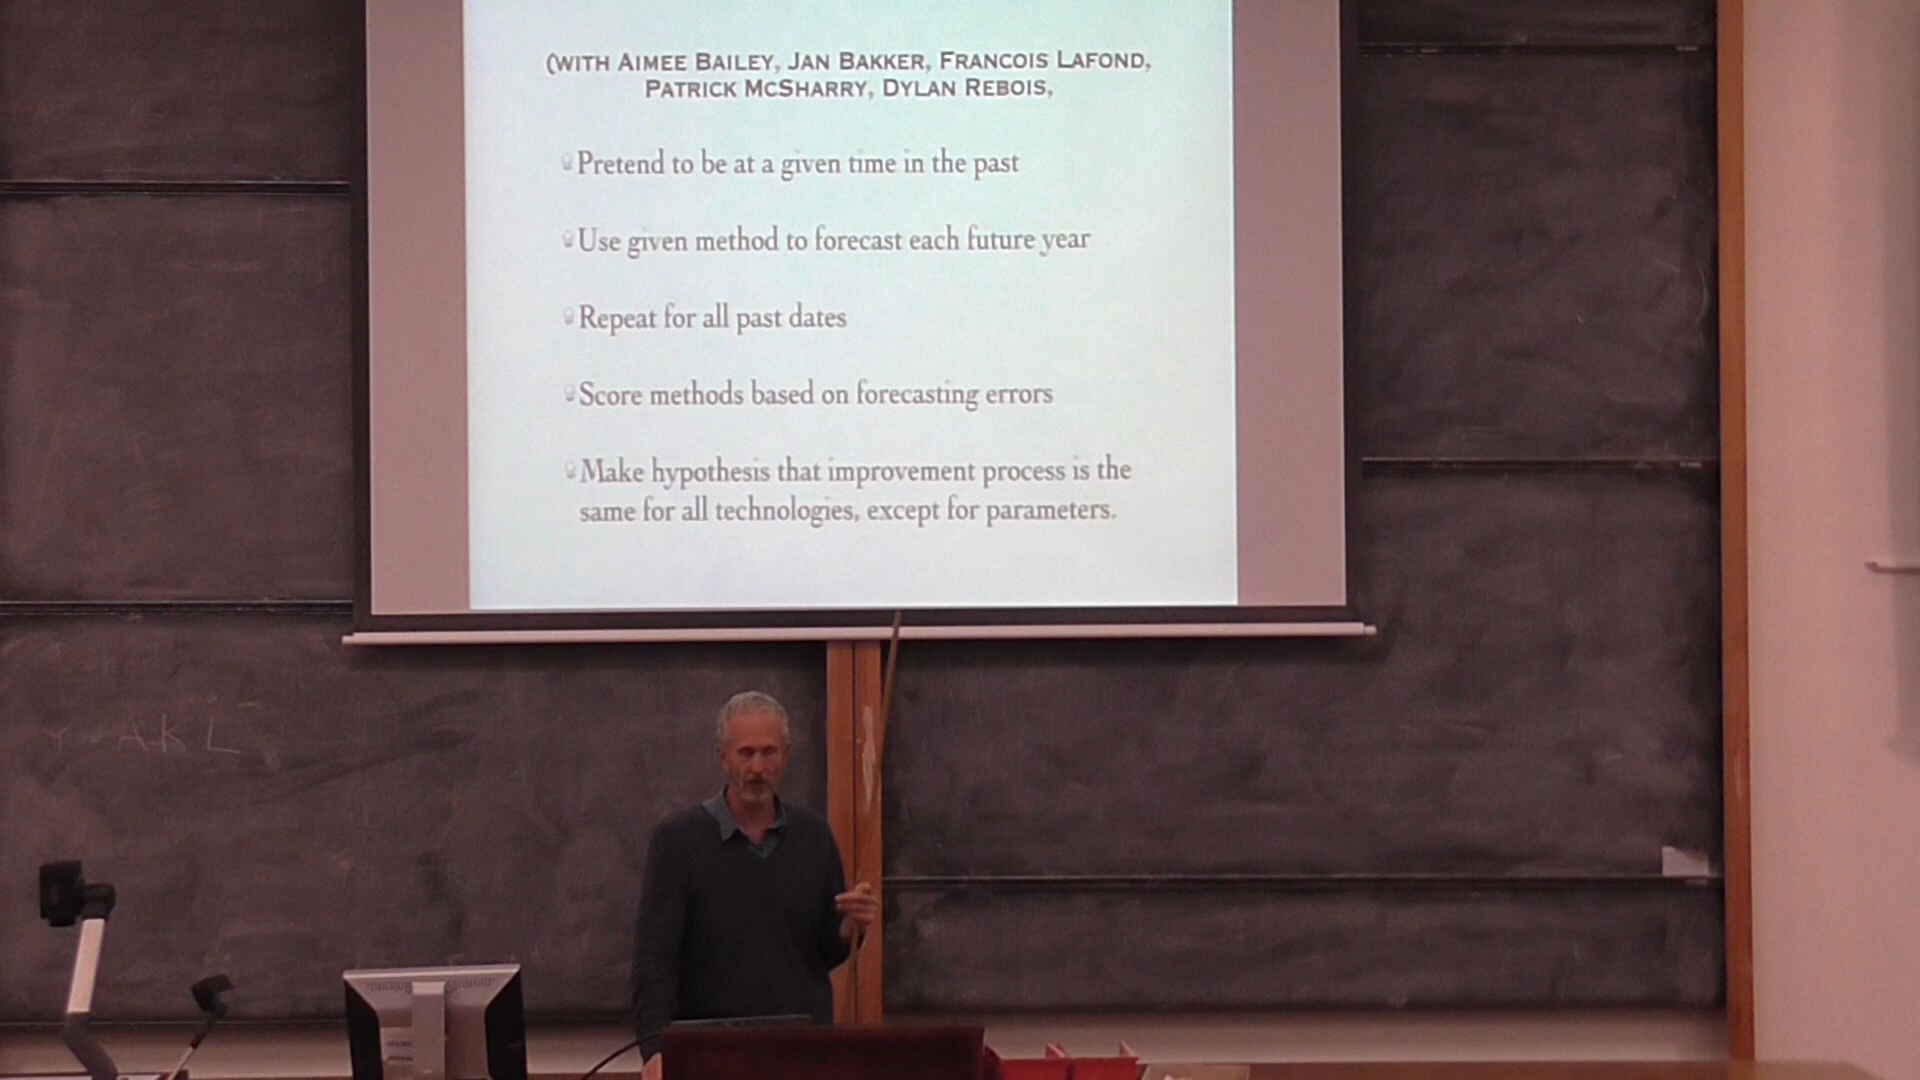 (WITH AIMEE BAILEY, JAN BAKKER, FRANCOIS LAFOND,
PATRICK MCSHARRY, DYLAN REBOIS,
Pretend to be at a given time in the past
Use given method to forecast each future year
Repeat for all past dates
Score methods based on forecasting errors
Make hypothesis that improvement process is the
same for all technologies, except for parameters.
Y AKL